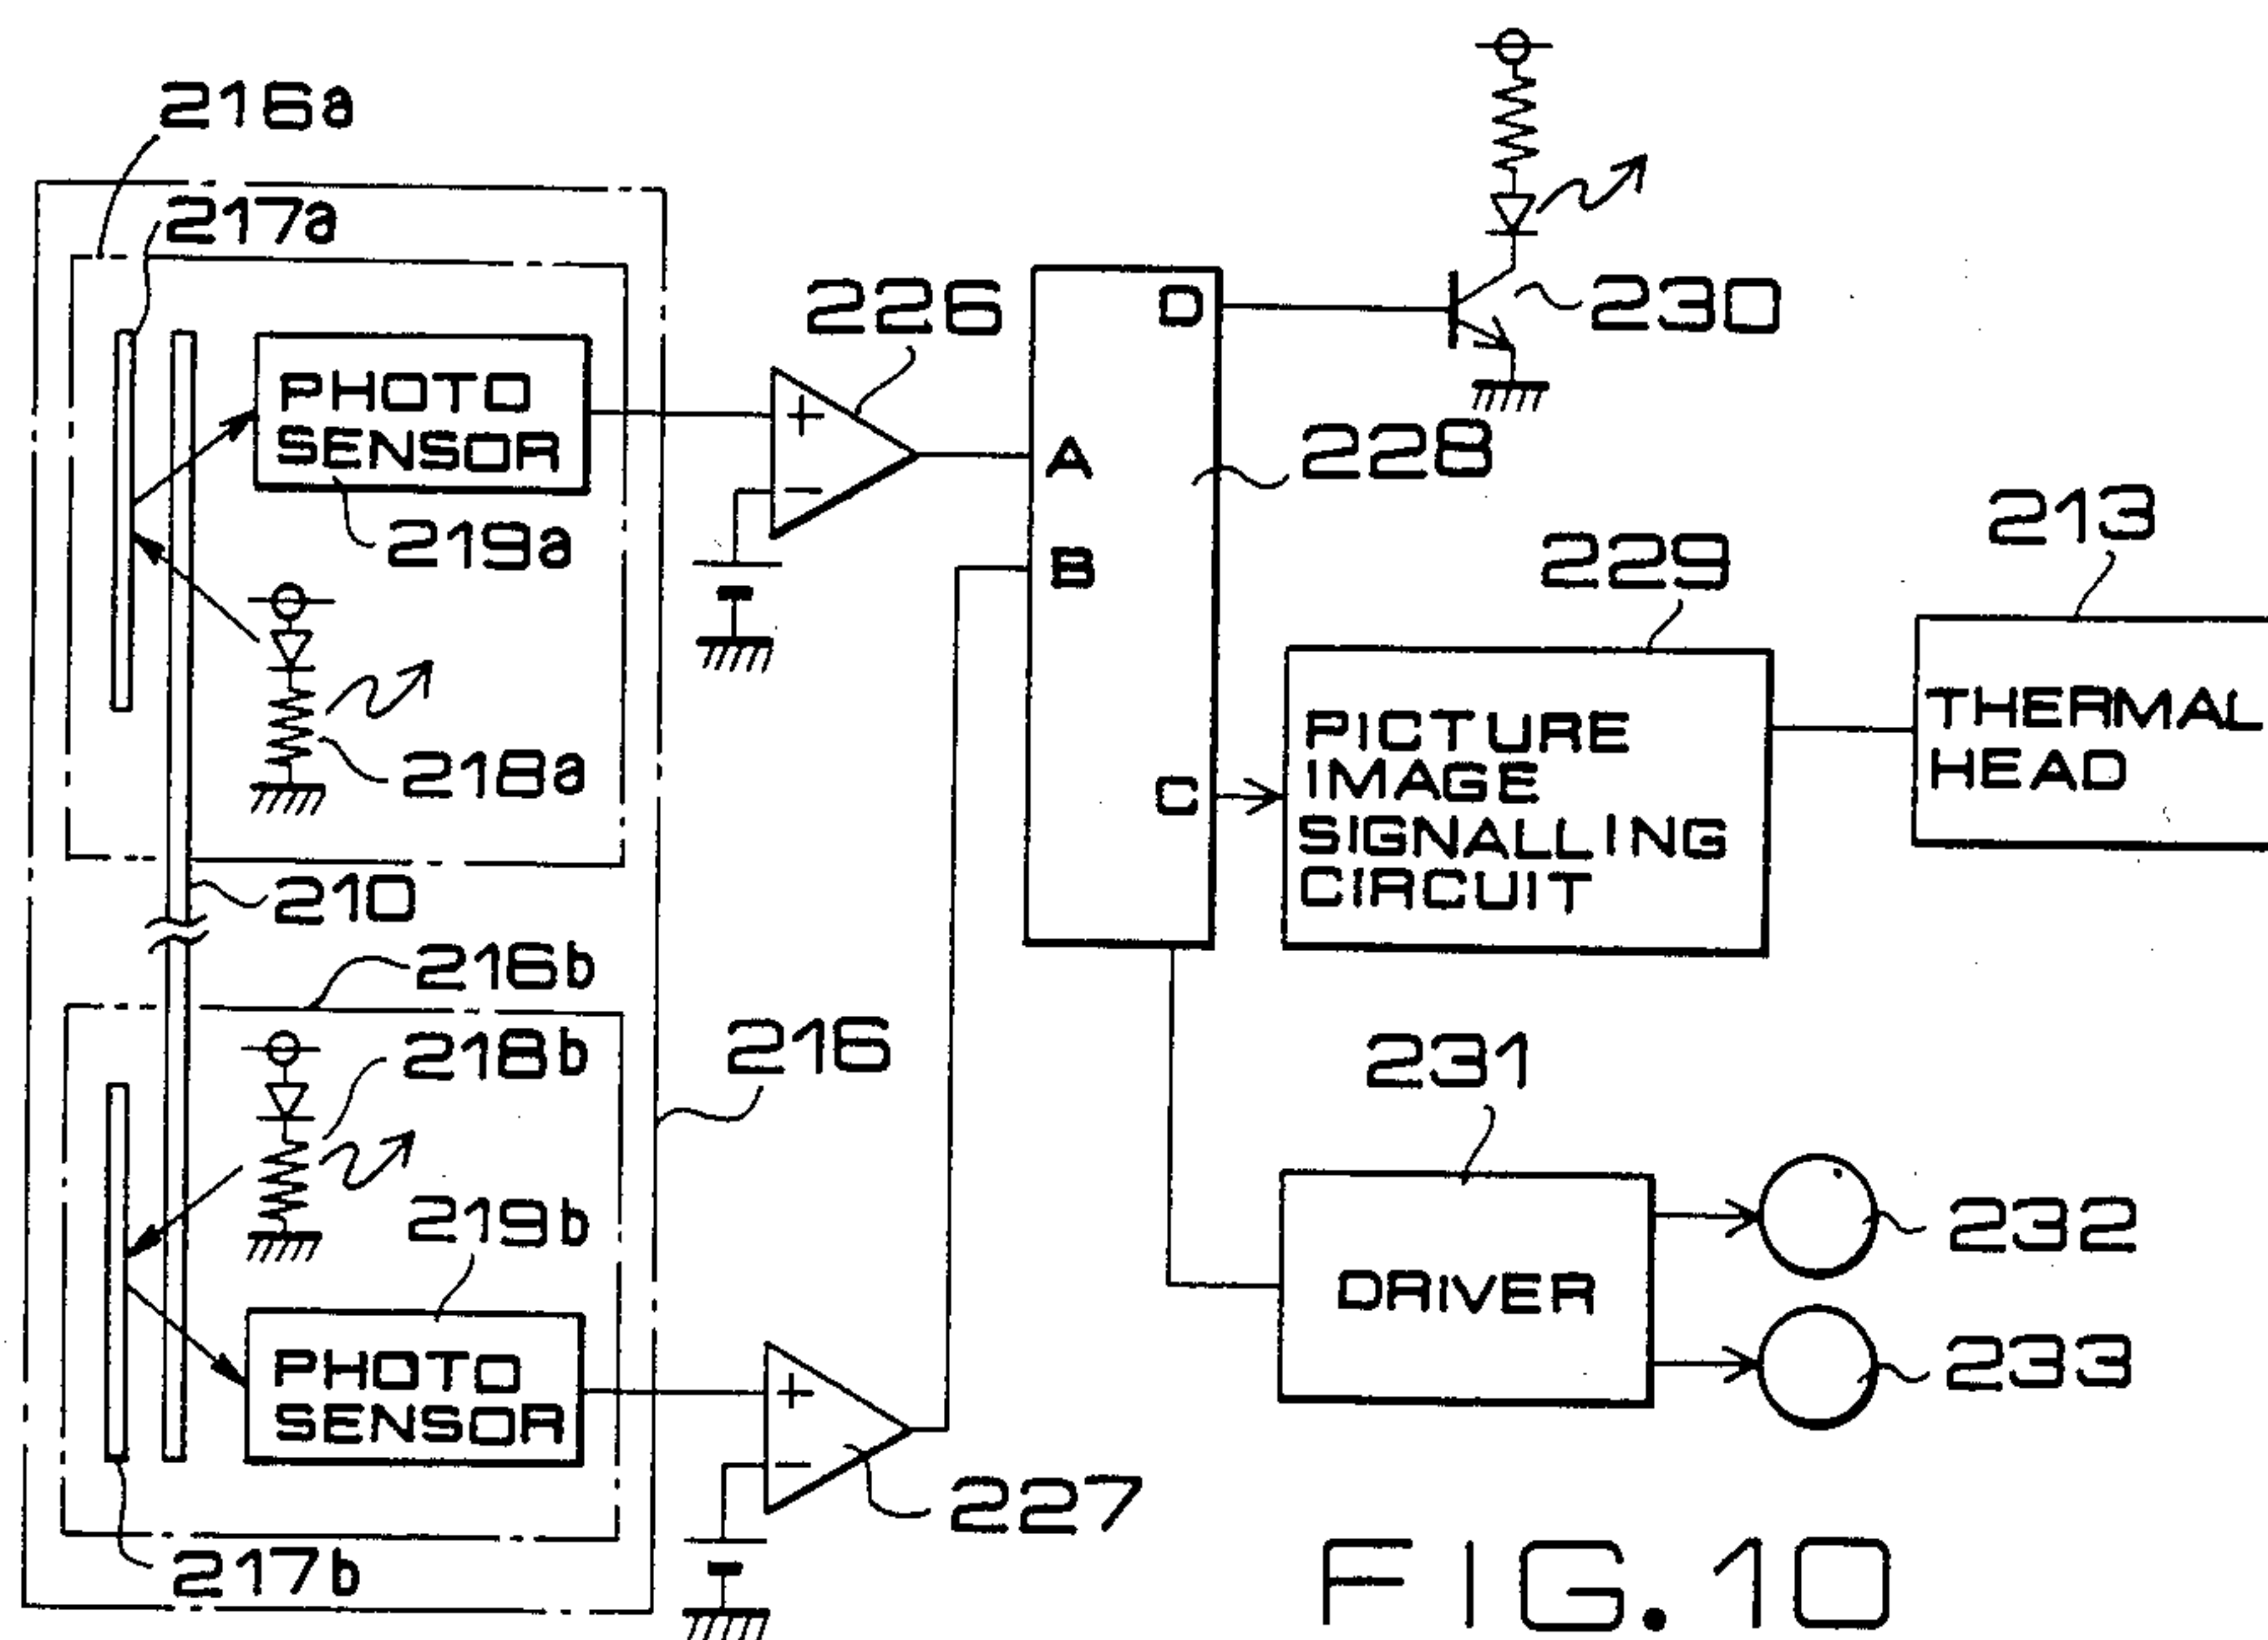 216a
217a
PHOTO
SENSOR
219a
218a
210
216b
218b
219b
PHOTO
SENSOR
217b
216
226
+
−
227
+
−
D
A
B
C
228
230
229
PICTURE
IMAGE
SIGNALLING
CIRCUIT
213
THERMAL
HEAD
231
DRIVER
232
233
FIG. 10